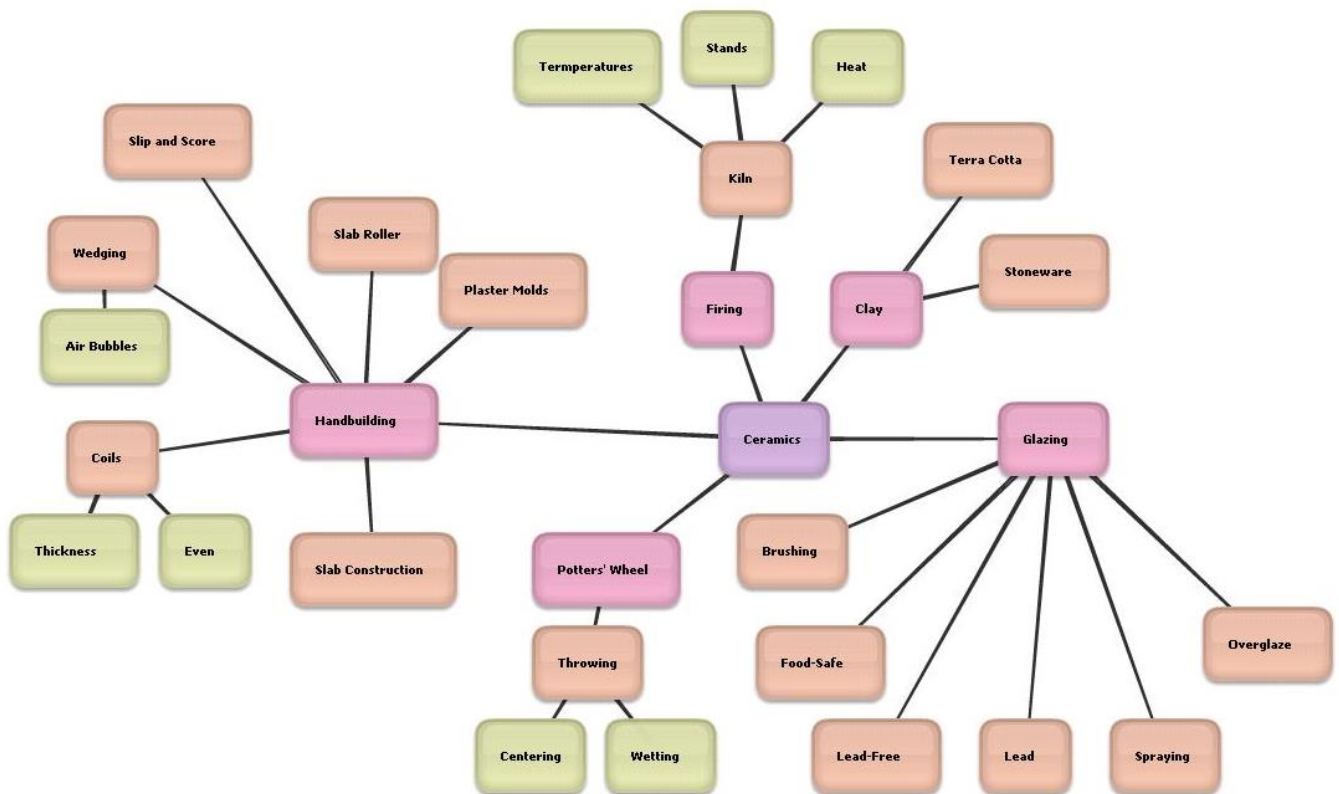 Termperatures
Stands
Heat
Slip and Score
Kiln
Terra Cotta
Wedging
Slab Roller
Plaster Molds
Stoneware
Air Bubbles
Firing
Clay
Handbuilding
Ceramics
Glazing
Coils
Thickness
Even
Slab Construction
Potters' Wheel
Brushing
Throwing
Food-Safe
Overglaze
Centering
Wetting
Lead-Free
Lead
Spraying